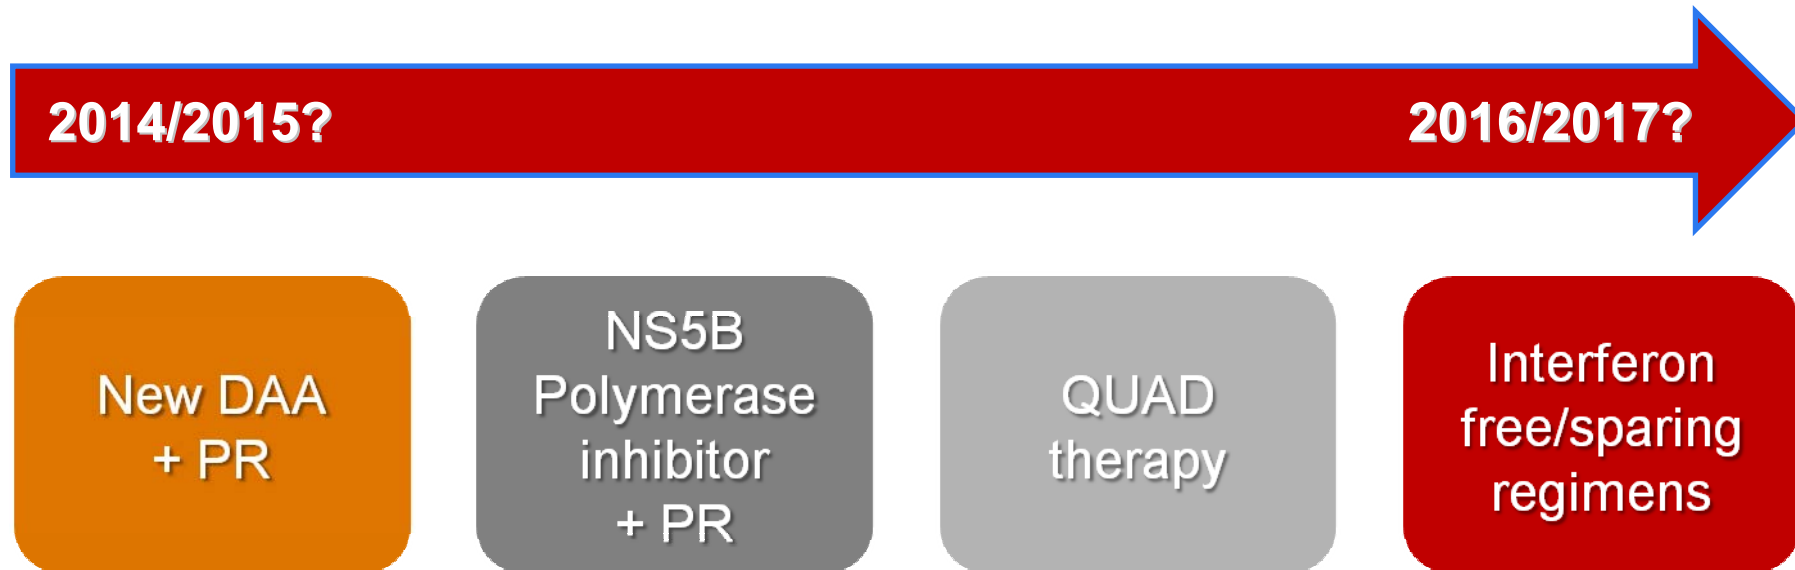 2014/2015?
2016/2017?
New DAA
+ PR
NS5B
Polymerase
inhibitor
+ PR
QUAD
therapy
Interferon
free/sparing
regimens